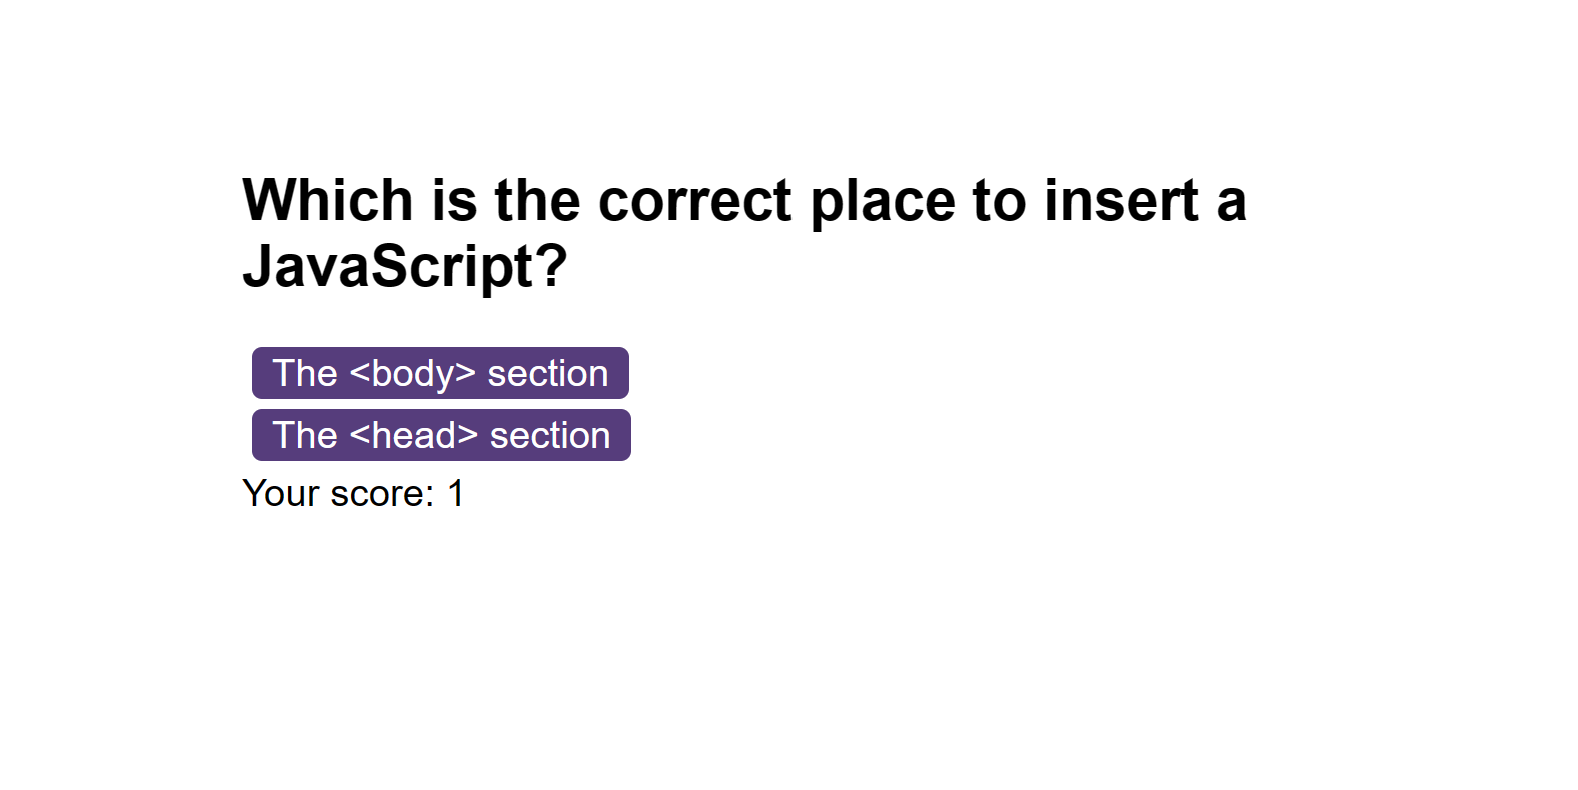 Which is the correct place to insert a
JavaScript?
The <body> section
The <head> section
Your score: 1